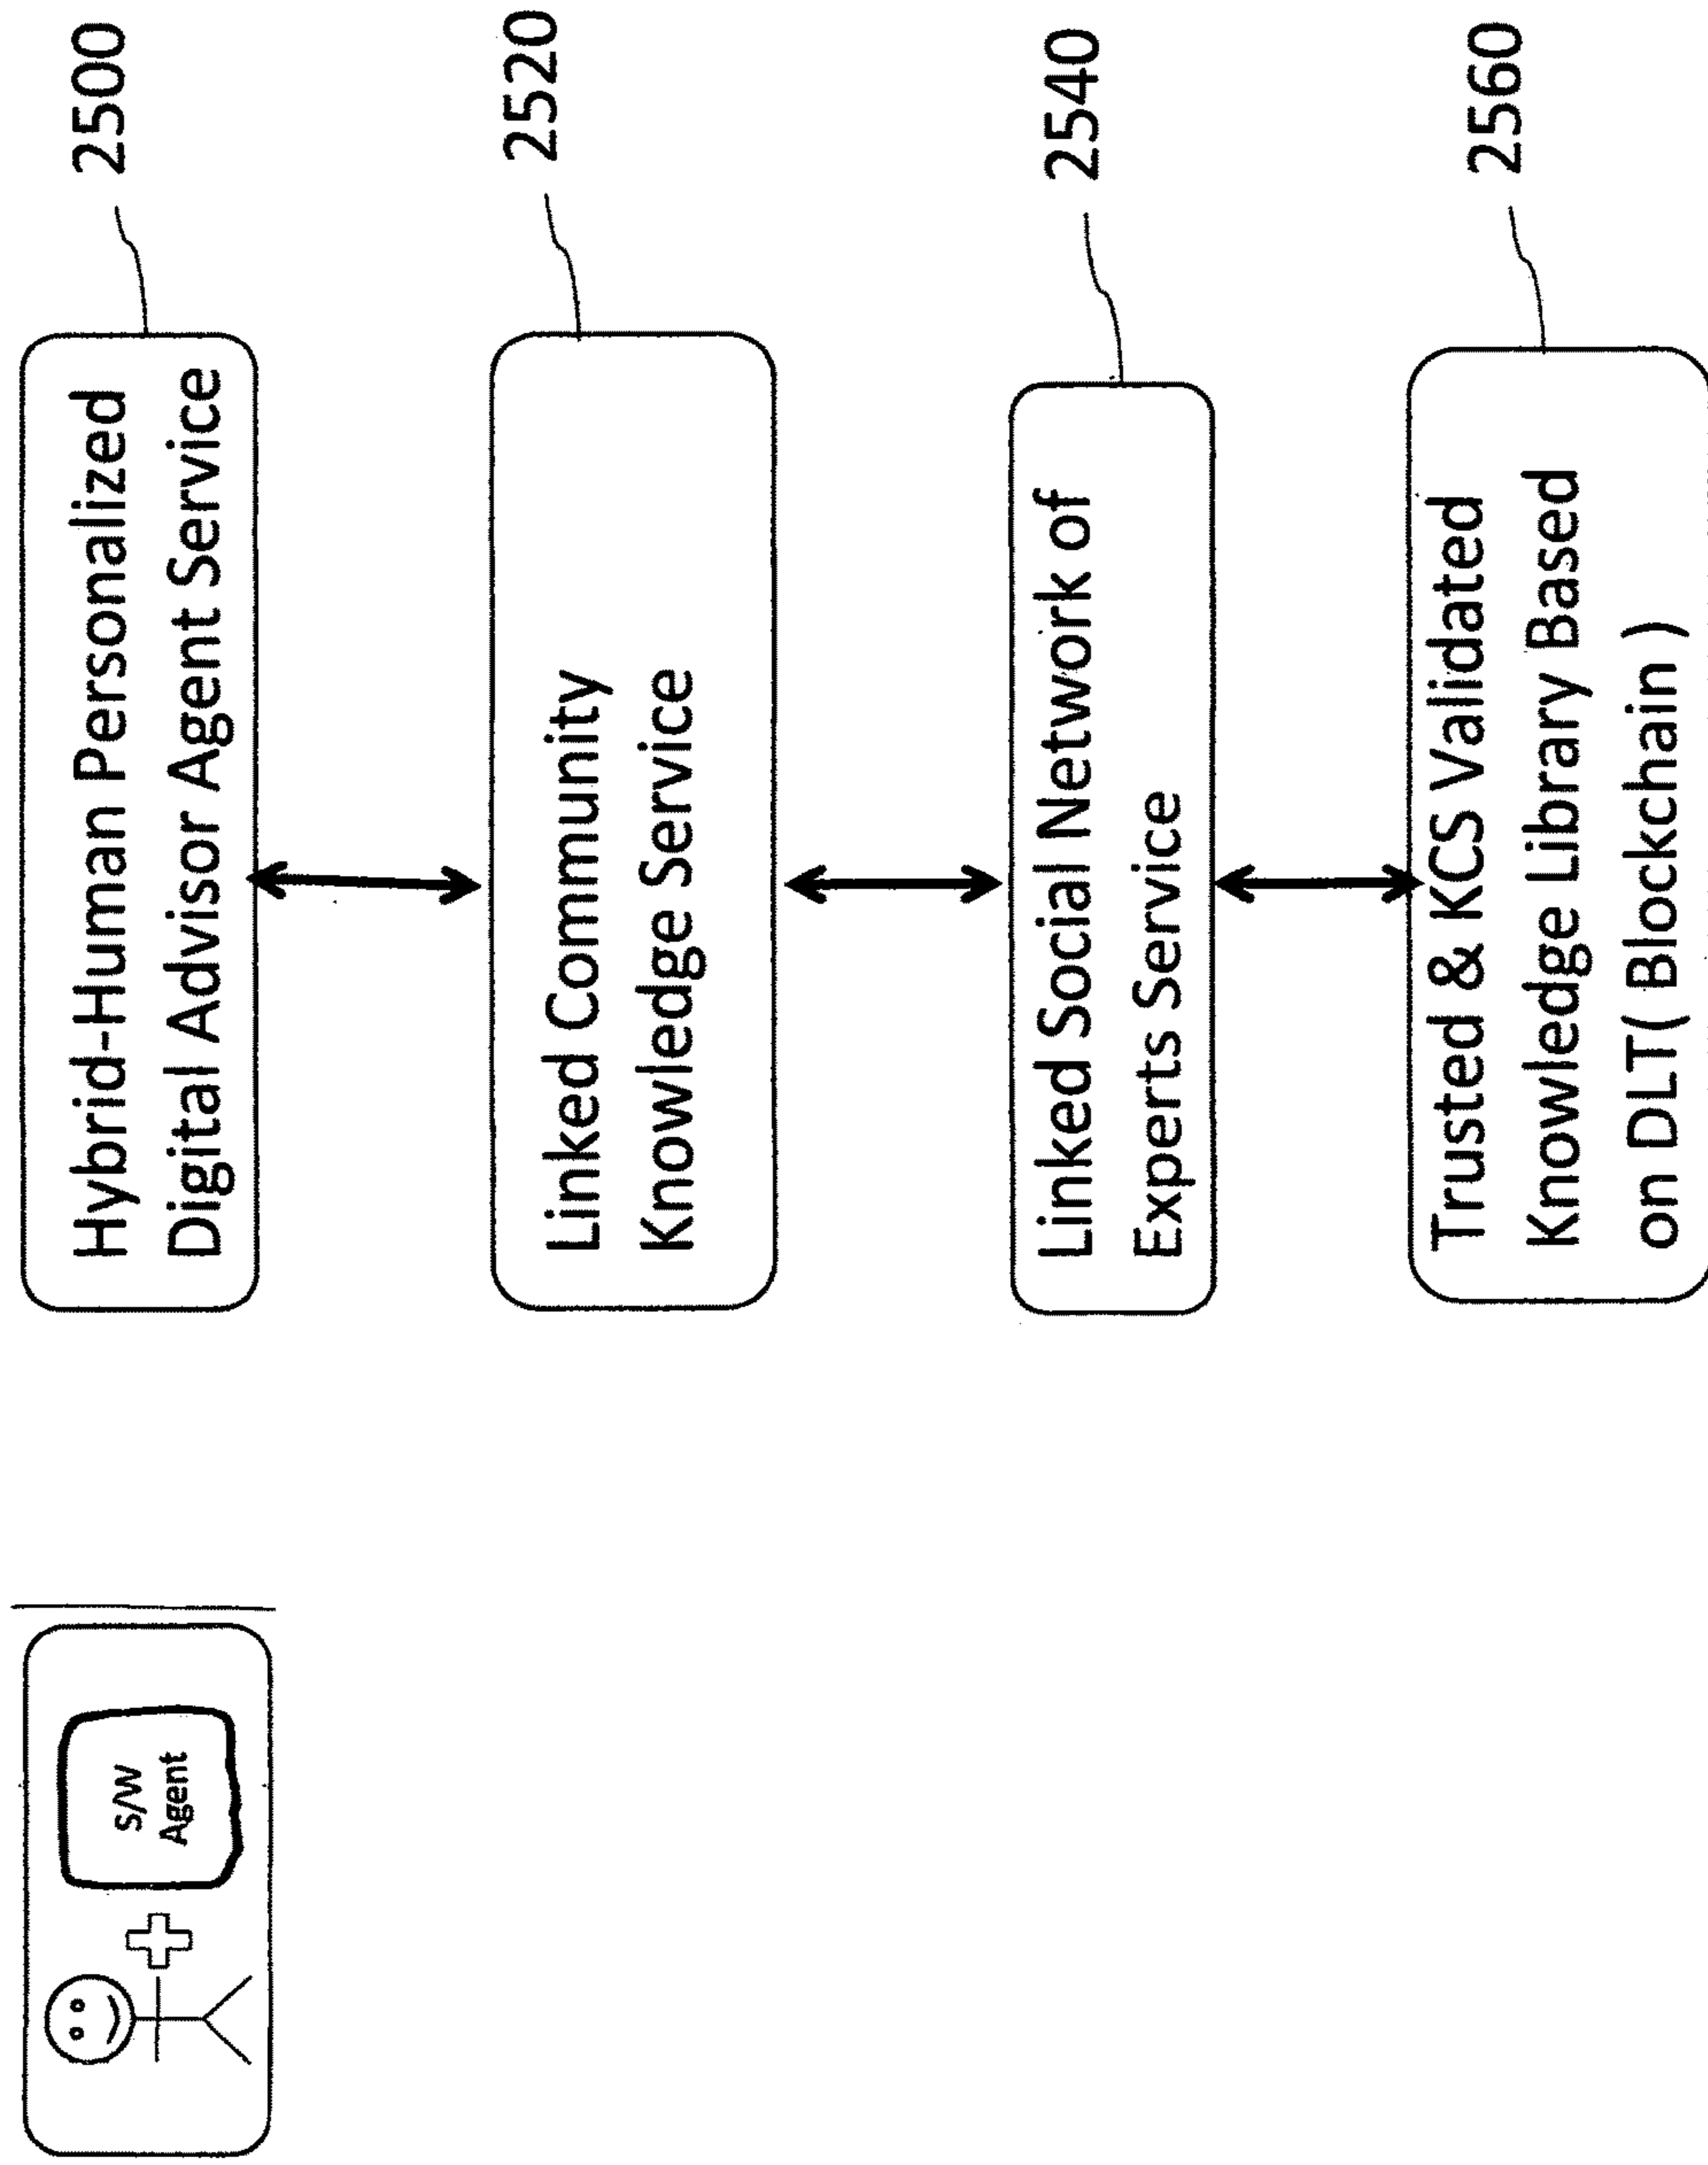 S/W
Agent
Hybrid-Human Personalized
Digital Advisor Agent Service
2500
Linked Community
Knowledge Service
2520
Linked Social Network of
Experts Service
2540
Trusted & KCS Validated
Knowledge Library Based
on DLT( Blockchain )
2560